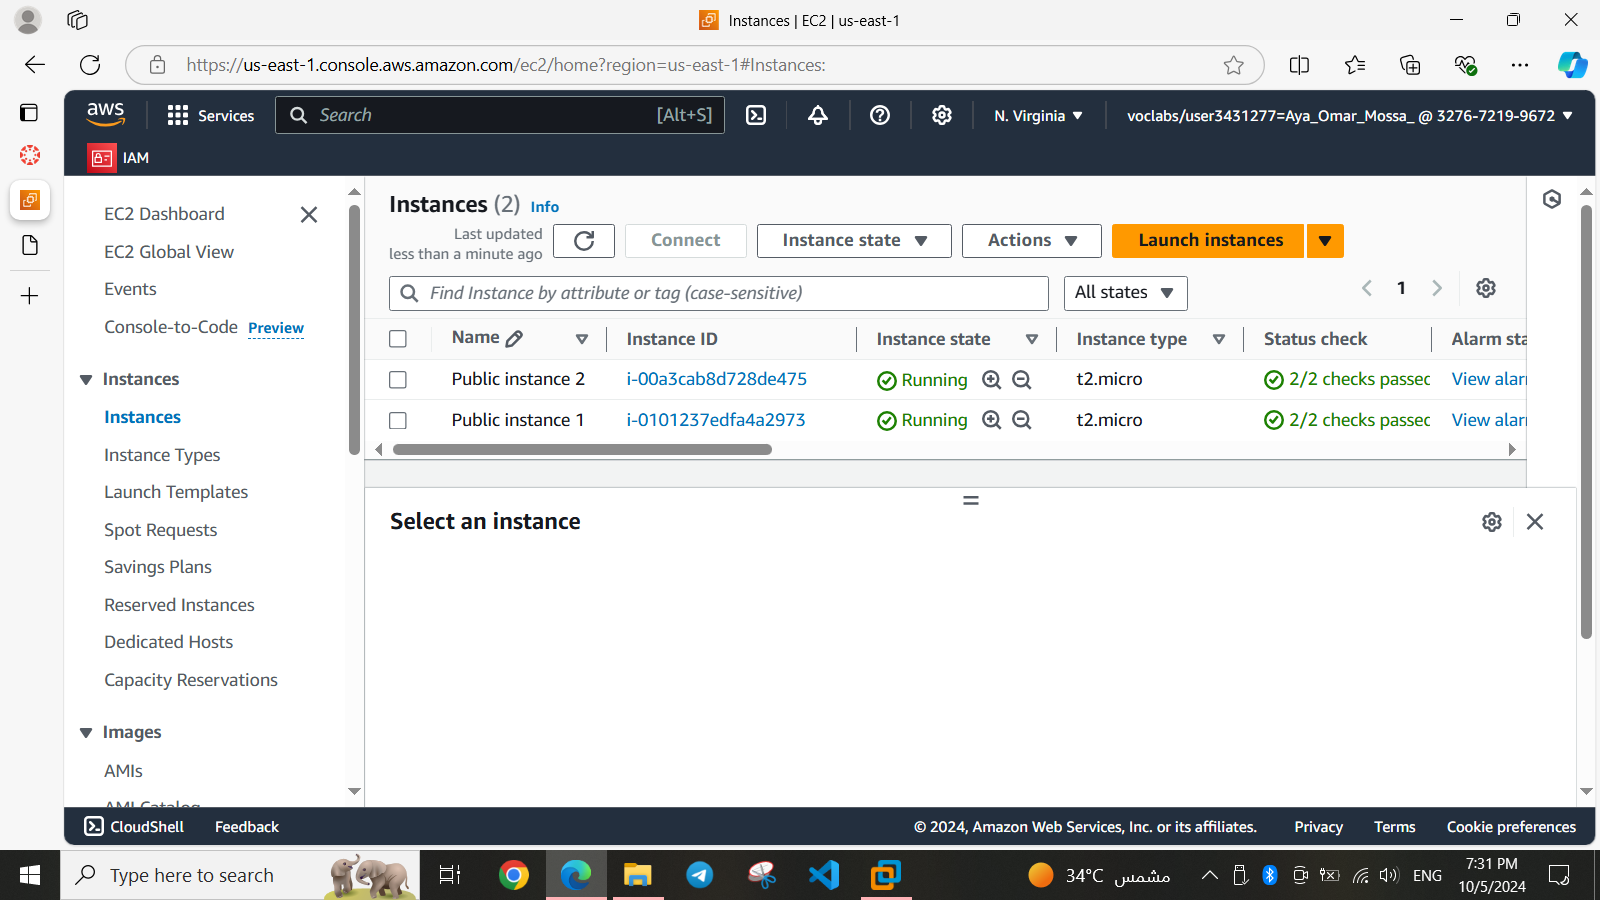 Instances | EC2 | us-east-1
https://us-east-1.console.aws.amazon.com/ec2/home?region=us-east-1#Instances:
aws
Services
Search
[Alt+S]
N. Virginia
voclabs/user3431277=Aya_Omar_Mossa_ @ 3276-7219-9672
IAM
EC2 Dashboard
EC2 Global View
Events
Console-to-Code Preview
Instances
Instances
Instance Types
Launch Templates
Spot Requests
Savings Plans
Reserved Instances
Dedicated Hosts
Capacity Reservations
Images
AMIs
AMI Catalog
Instances (2) Info
Last updated
less than a minute ago
Connect
Instance state
Actions
Launch instances
Find Instance by attribute or tag (case-sensitive)
All states
1
Name Instance ID Instance state Instance type Status check Alarm sta
Public instance 2 i-00a3cab8d728de475 Running t2.micro 2/2 checks passed View alar
Public instance 1 i-0101237edfa4a2973 Running t2.micro 2/2 checks passed View alar
Select an instance
CloudShell
Feedback
© 2024, Amazon Web Services, Inc. or its affiliates.
Privacy
Terms
Cookie preferences
Type here to search
34°C مشمس
ENG
7:31 PM
10/5/2024